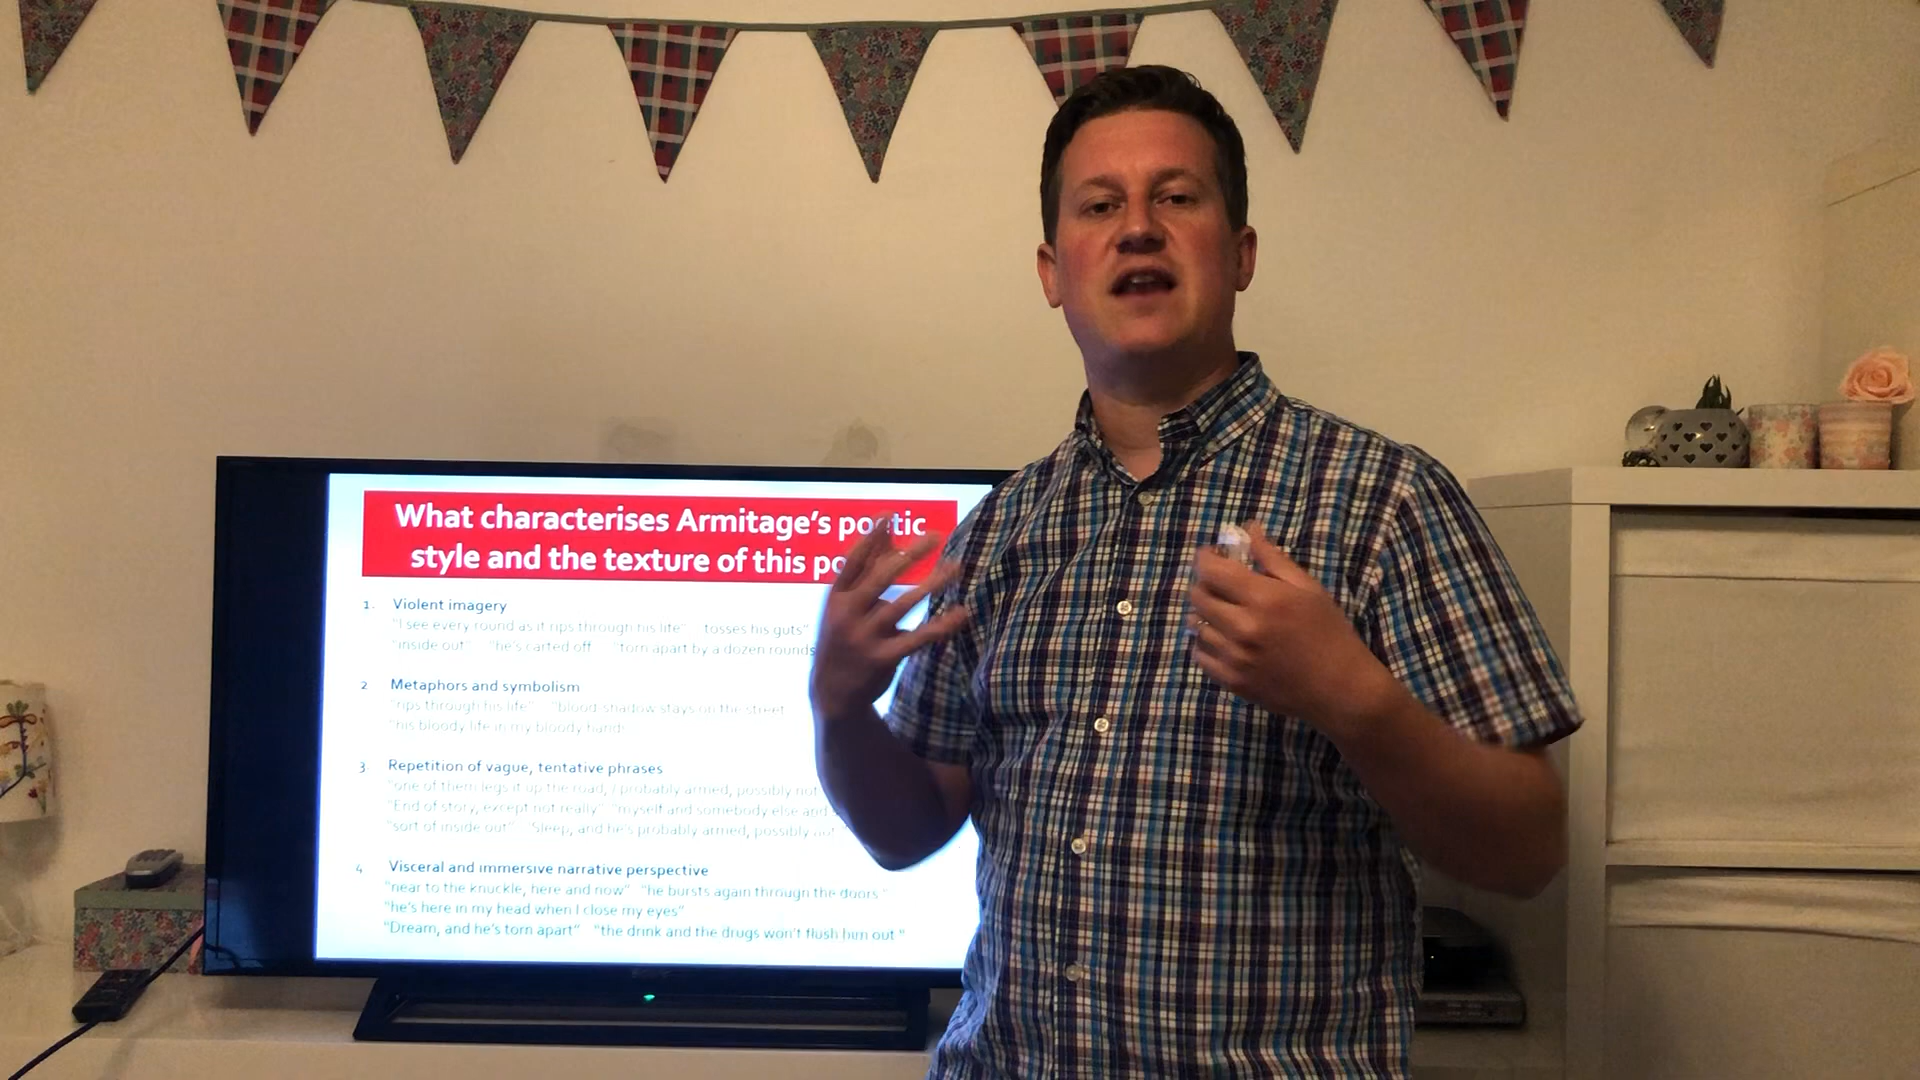 What characterises Armitage's poetic
style and the texture of this po
1. Violent imagery
"I see every round as it rips through his life" "tosses his guts"
"inside out" "he's carted off "torn apart by a dozen rounds
2 Metaphors and symbolism
"rips through his life" "blood-shadow stays on the street
"his bloody life in my bloody hands
3. Repetition of vague, tentative phrases
"one of them legs it up the road, / probably armed, possibly not
"End of story, except not really" "myself and somebody else and
"sort of inside out" "Sleep, and he's probably armed, possibly not
4 Visceral and immersive narrative perspective
"near to the knuckle, here and now" "he bursts again through the doors"
"he's here in my head when I close my eyes"
"Dream, and he's torn apart" "the drink and the drugs won't flush him out"